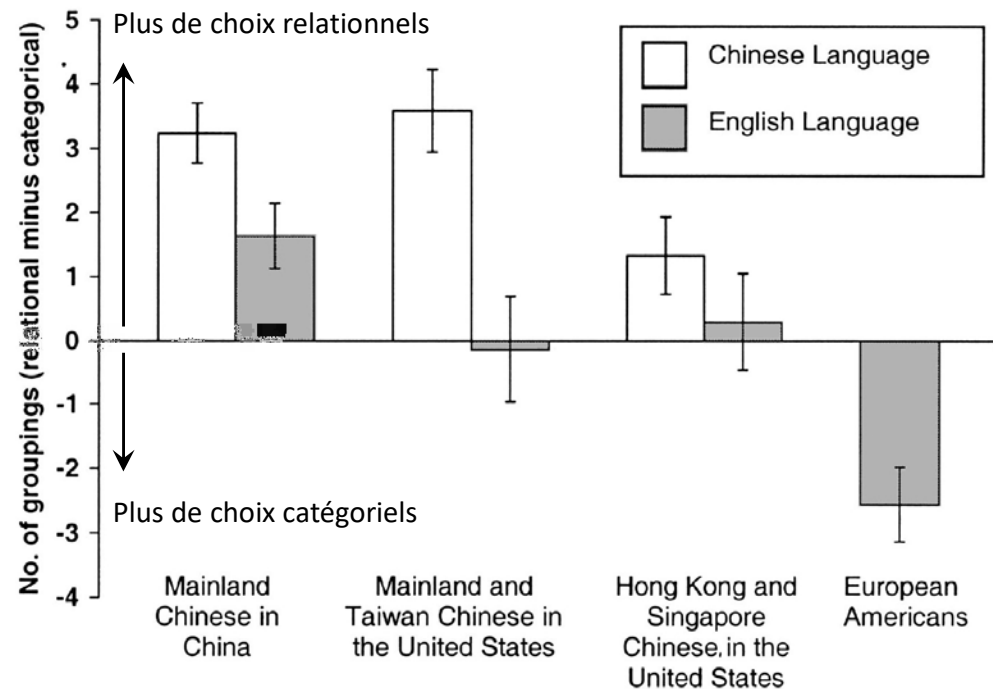 No. of groupings (relational minus categorical)
5
4
3
2
1
0
-1
-2
-3
-4
Plus de choix relationnels
Plus de choix catégoriels
Chinese Language
English Language
Mainland
Chinese in
China
Mainland and
Taiwan Chinese in
the United States
Hong Kong and
Singapore
Chinese, in the
United States
European
Americans